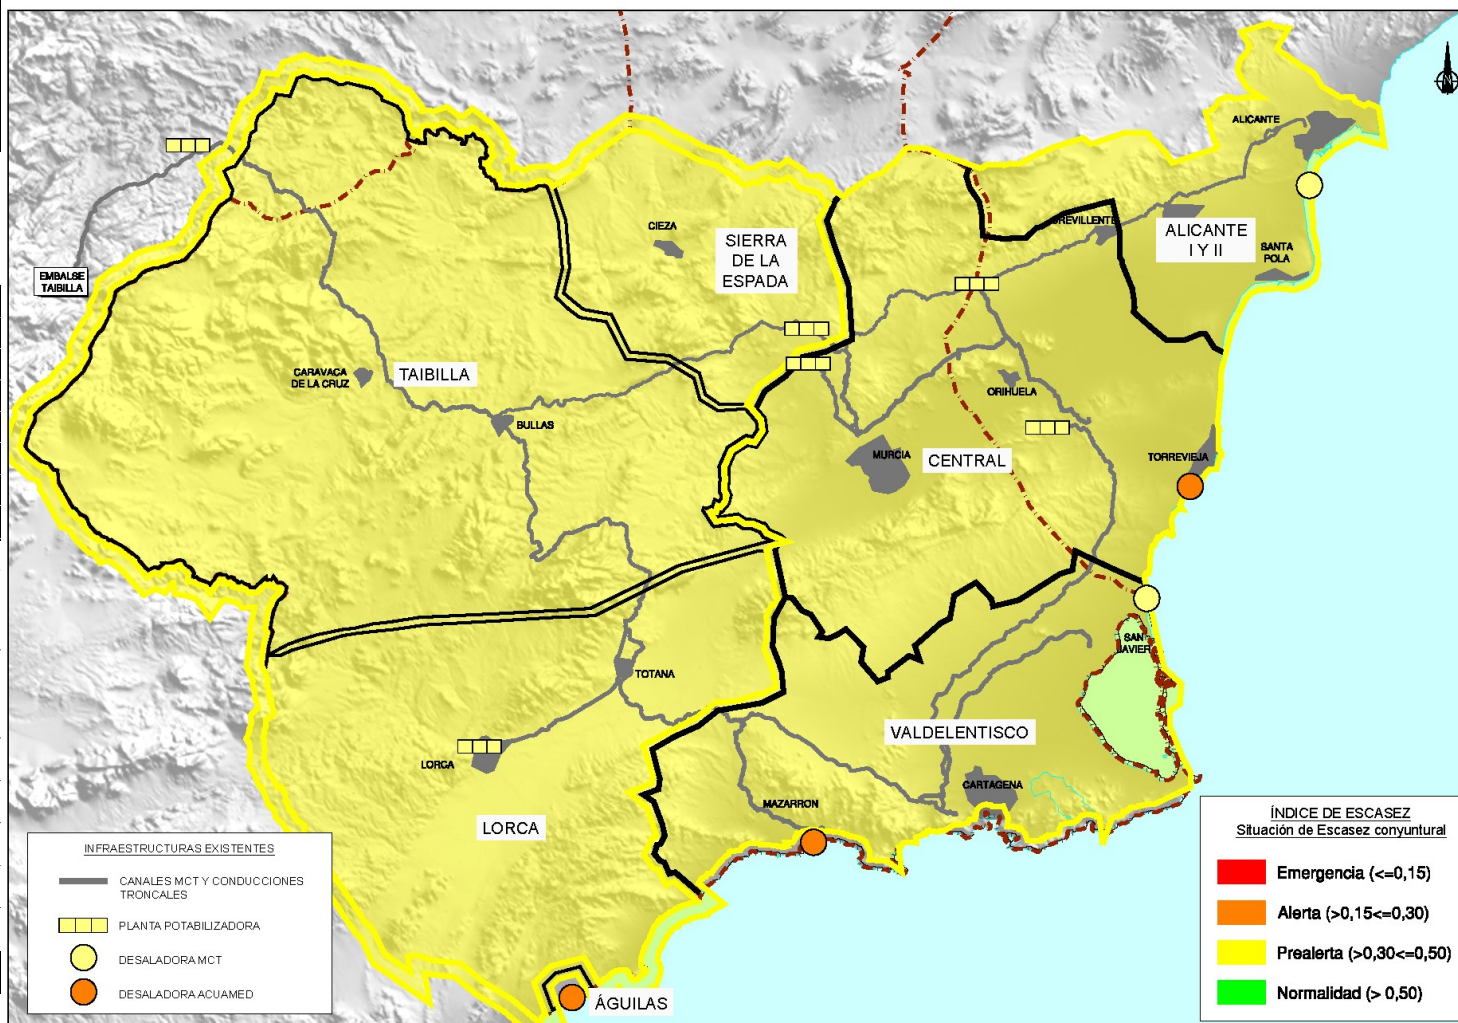 ALICANTE
CREVILLENTE
ALICANTE
I Y II
SANTA
POLA
CIEZA
SIERRA
DE LA
ESPADA
EMBALSE
TAIBILLA
CARAVACA
DE LA CRUZ
TAIBILLA
BULLAS
ORIHUELA
MURCIA
CENTRAL
TORREVIEJA
SAN
JAVIER
TOTANA
VALDELENTISCO
LORCA
CARTAGENA
MAZARRON
LORCA
ÁGUILAS
INFRAESTRUCTURAS EXISTENTES
CANALES MCT Y CONDUCCIONES
TRONCALES
PLANTA POTABILIZADORA
DESALADORA MCT
DESALADORA ACUAMED
ÍNDICE DE ESCASEZ
Situación de Escasez conyuntural
Emergencia (<=0,15)
Alerta (>0,15<=0,30)
Prealerta (>0,30<=0,50)
Normalidad (> 0,50)